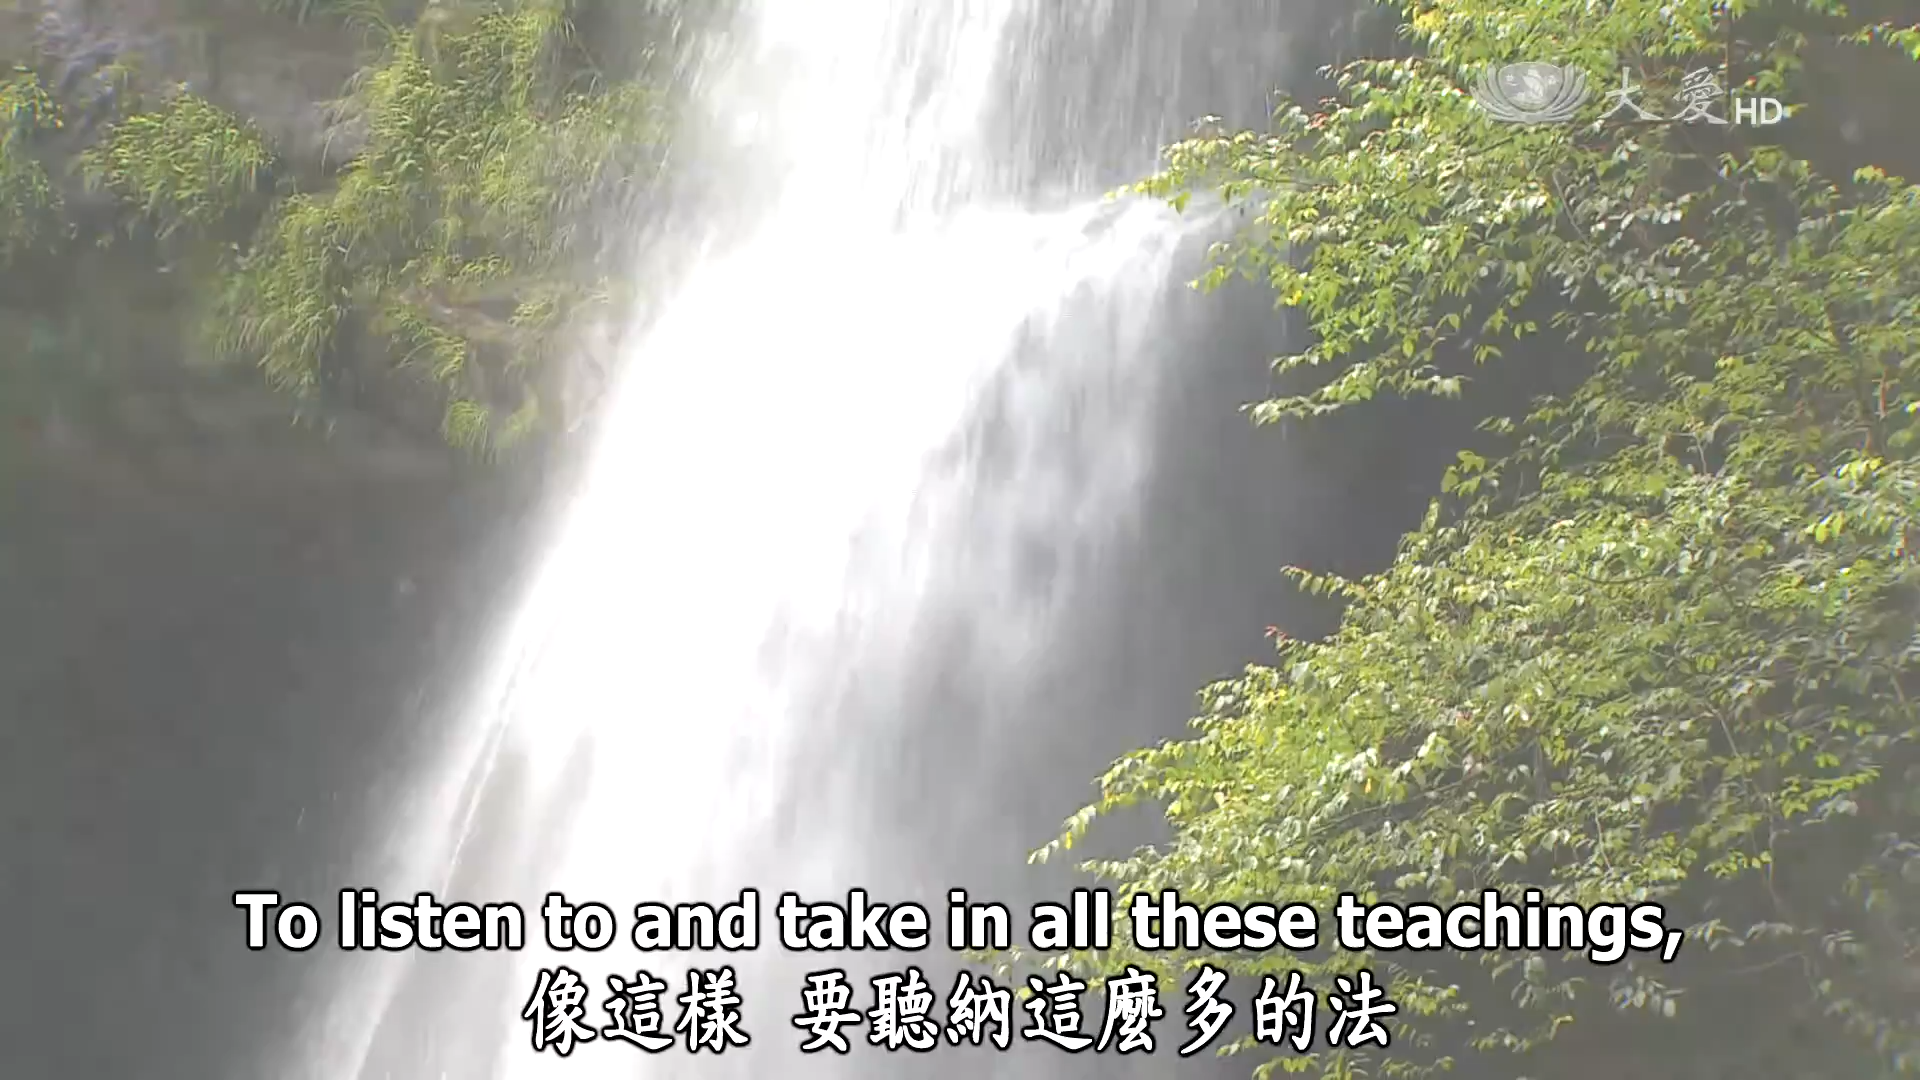 大愛HD
To listen to and take in all these teachings,
像這樣 要聽納這麼多的法